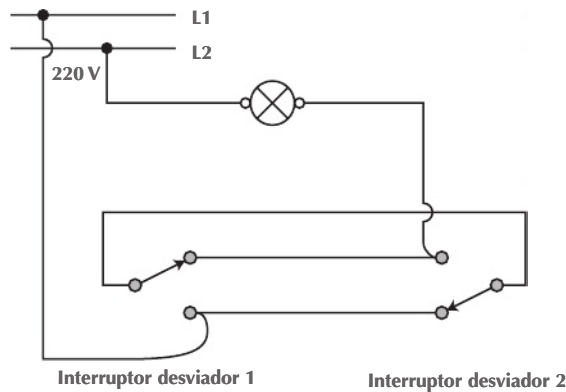 L1
L2
220 V
Interruptor desviador 1
Interruptor desviador 2